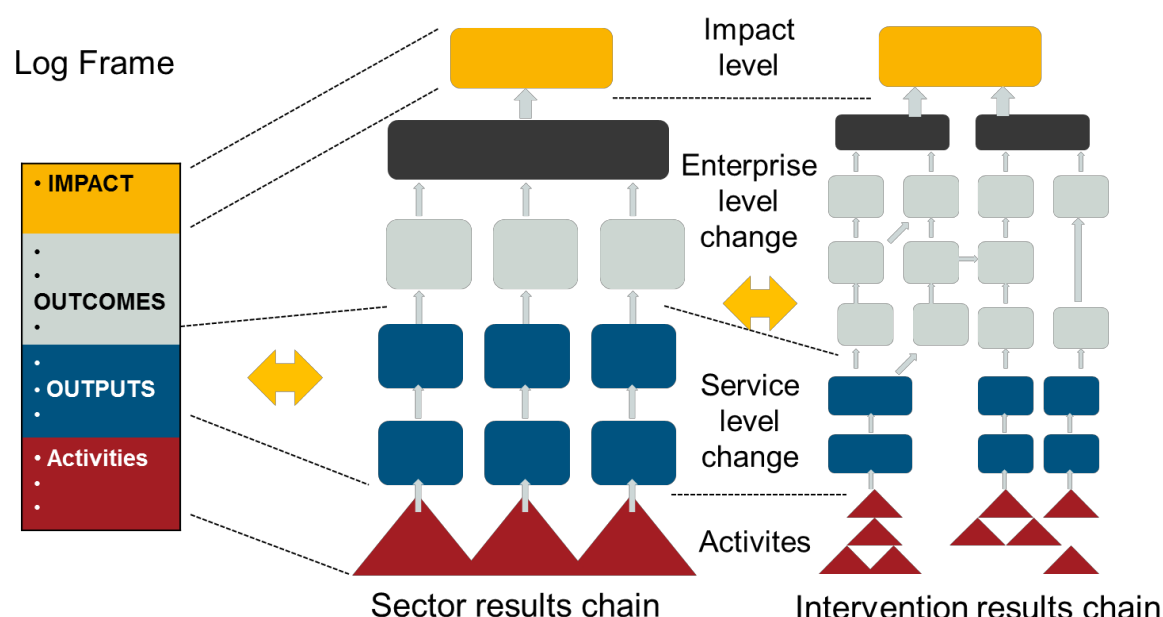 Log Frame
• IMPACT
•
•
OUTCOMES
•
•
• OUTPUTS
•
• Activities
•
•
Impact
level
Enterprise
level
change
Service
level
change
Activites
Sector results chain
Intervention results chain